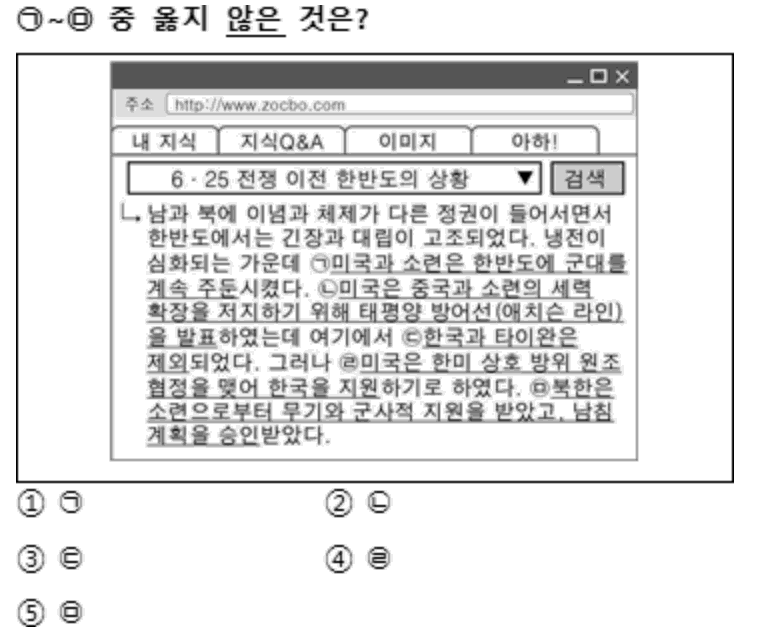 ㉠~㉤ 중 옳지 않은 것은?
주소 http://www.zocbo.com
내 지식 지식Q&A 이미지 아하!
6·25 전쟁 이전 한반도의 상황 ▼ 검색
남과 북에 이념과 체제가 다른 정권이 들어서면서
한반도에서는 긴장과 대립이 고조되었다. 냉전이
심화되는 가운데 ㉠미국과 소련은 한반도에 군대를
계속 주둔시켰다. ㉡미국은 중국과 소련의 세력
확장을 저지하기 위해 태평양 방어선(애치슨 라인)
을 발표하였는데 여기에서 ㉢한국과 타이완은
제외되었다. 그러나 ㉣미국은 한미 상호 방위 원조
협정을 맺어 한국을 지원하기로 하였다. ㉤북한은
소련으로부터 무기와 군사적 지원을 받았고, 남침
계획을 승인받았다.
① ㉠ ② ㉡
③ ㉢ ④ ㉣
⑤ ㉤